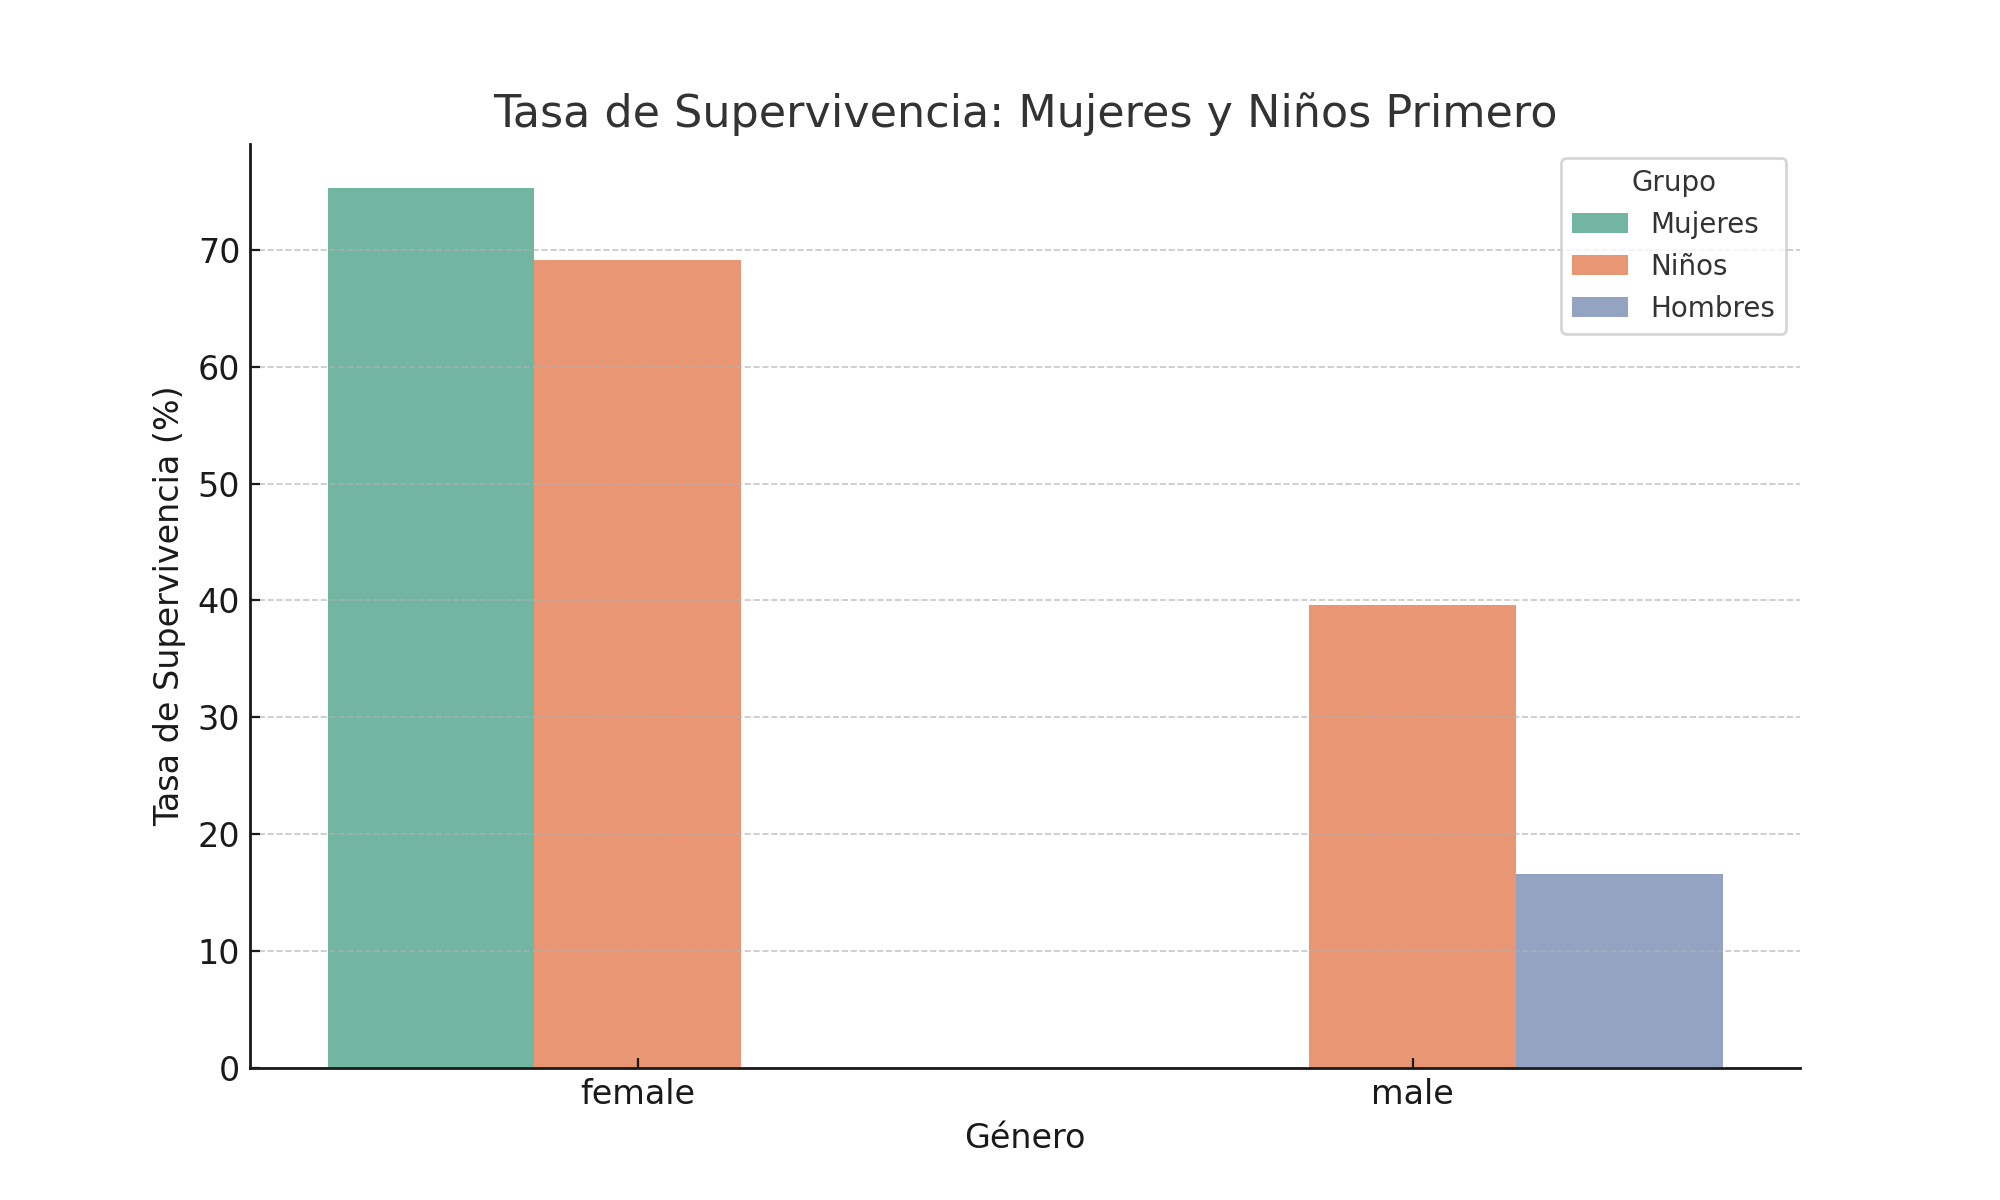 Tasa de Supervivencia: Mujeres y Niños Primero
Grupo
Mujeres
Niños
Hombres
Tasa de Supervivencia (%)
70
60
50
40
30
20
10
0
female
male
Género